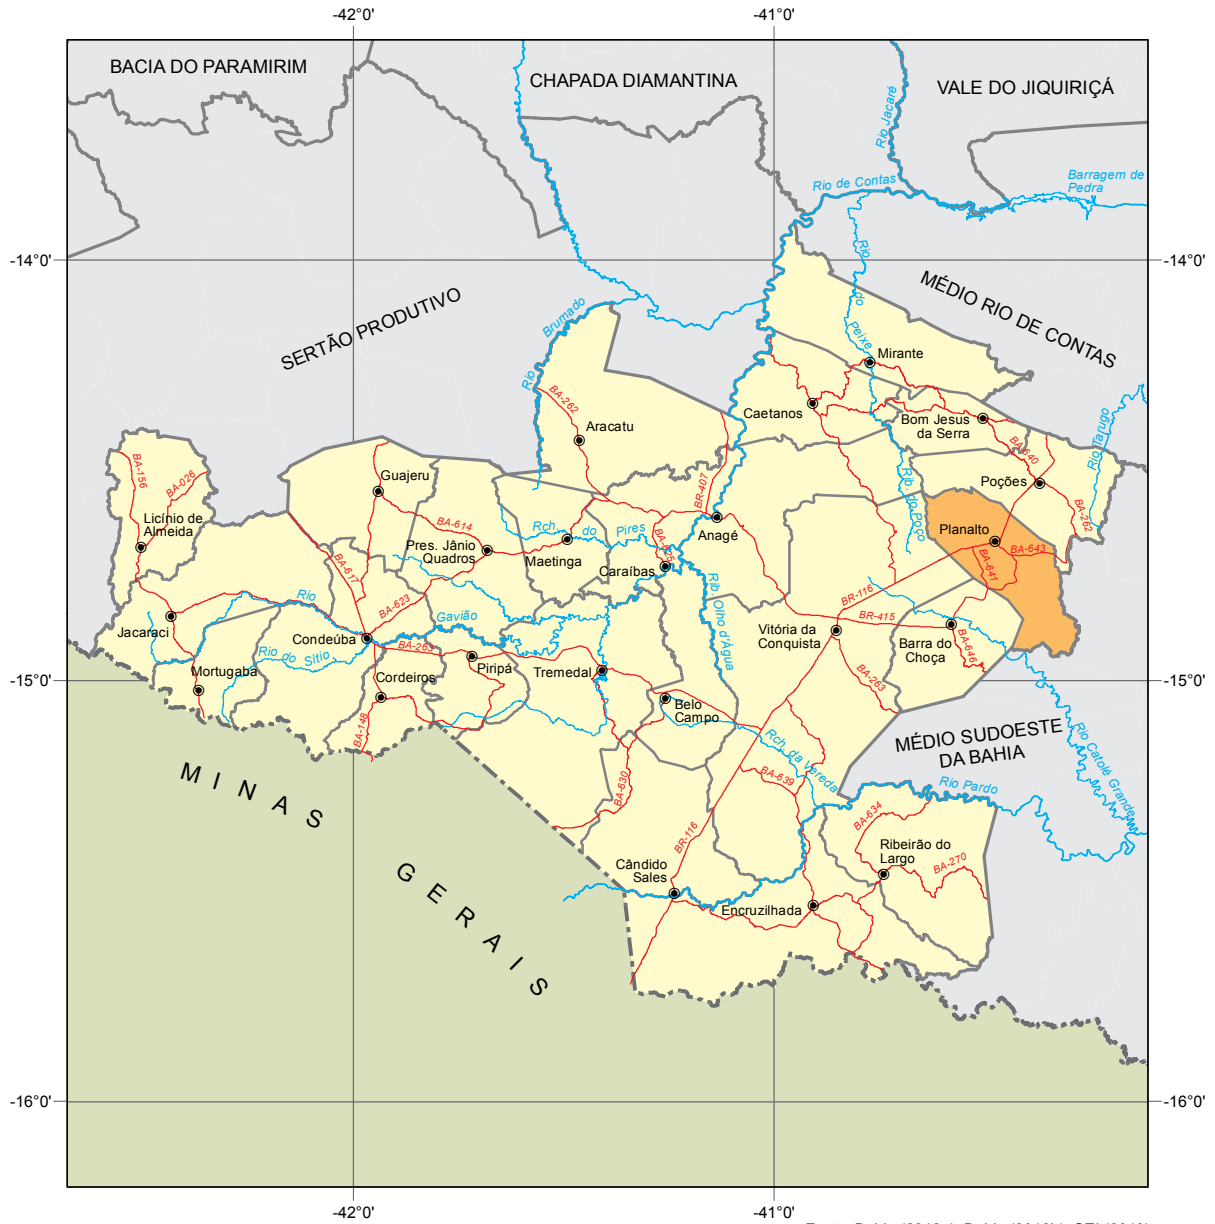 -42°0'
-41°0'
BACIA DO PARAMIRIM
CHAPADA DIAMANTINA
VALE DO JIQUIRIÇÁ
Rio Jacaré
Rio de Contas
Barragem de
Pedra
-14°0'
-14°0'
Rio do Peixe
MÉDIO RIO DE CONTAS
SERTÃO PRODUTIVO
Rio Brumado
Mirante
BA-262
Caetanos
Bom Jesus
da Serra
Aracatu
Rio Tarugo
BA-640
BA-156
BA-026
Guajeru
BR-407
Rib. do Poço
Poções
BA-262
Licínio de
Almeida
BA-614
Rch. do Pires
Anagé
Planalto
BA-643
Pres. Jânio
Quadros
Maetinga
Caraíbas
BA-641
BA-617
BA-623
Rib. Olho d'Água
BR-116
Rio Gavião
BR-415
Jacaraci
Condeúba
BA-263
Vitória da
Conquista
Barra do
Choça
BA-646
Rio do Sítio
Mortugaba
Piripá
Tremedal
BA-263
Cordeiros
-15°0'
-15°0'
Belo
Campo
BA-148
MÉDIO SUDOESTE
DA BAHIA
Rio Catolé Grande
Rch. da Vereda
BA-639
BA-630
Rio Pardo
BA-634
MINAS GERAIS
BR-116
Ribeirão do
Largo
BA-270
Cândido
Sales
Encruzilhada
-16°0'
-16°0'
-42°0'
-41°0'